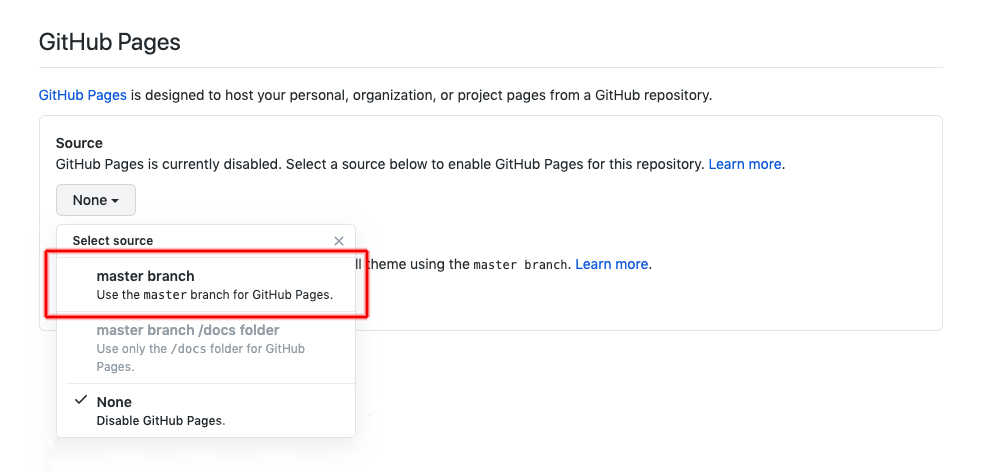 GitHub Pages
GitHub Pages is designed to host your personal, organization, or project pages from a GitHub repository.
Source
GitHub Pages is currently disabled. Select a source below to enable GitHub Pages for this repository. Learn more.
None
Select source
theme using the master branch. Learn more.
master branch
Use the master branch for GitHub Pages.
master branch /docs folder
Use only the /docs folder for GitHub
Pages.
None
Disable GitHub Pages.